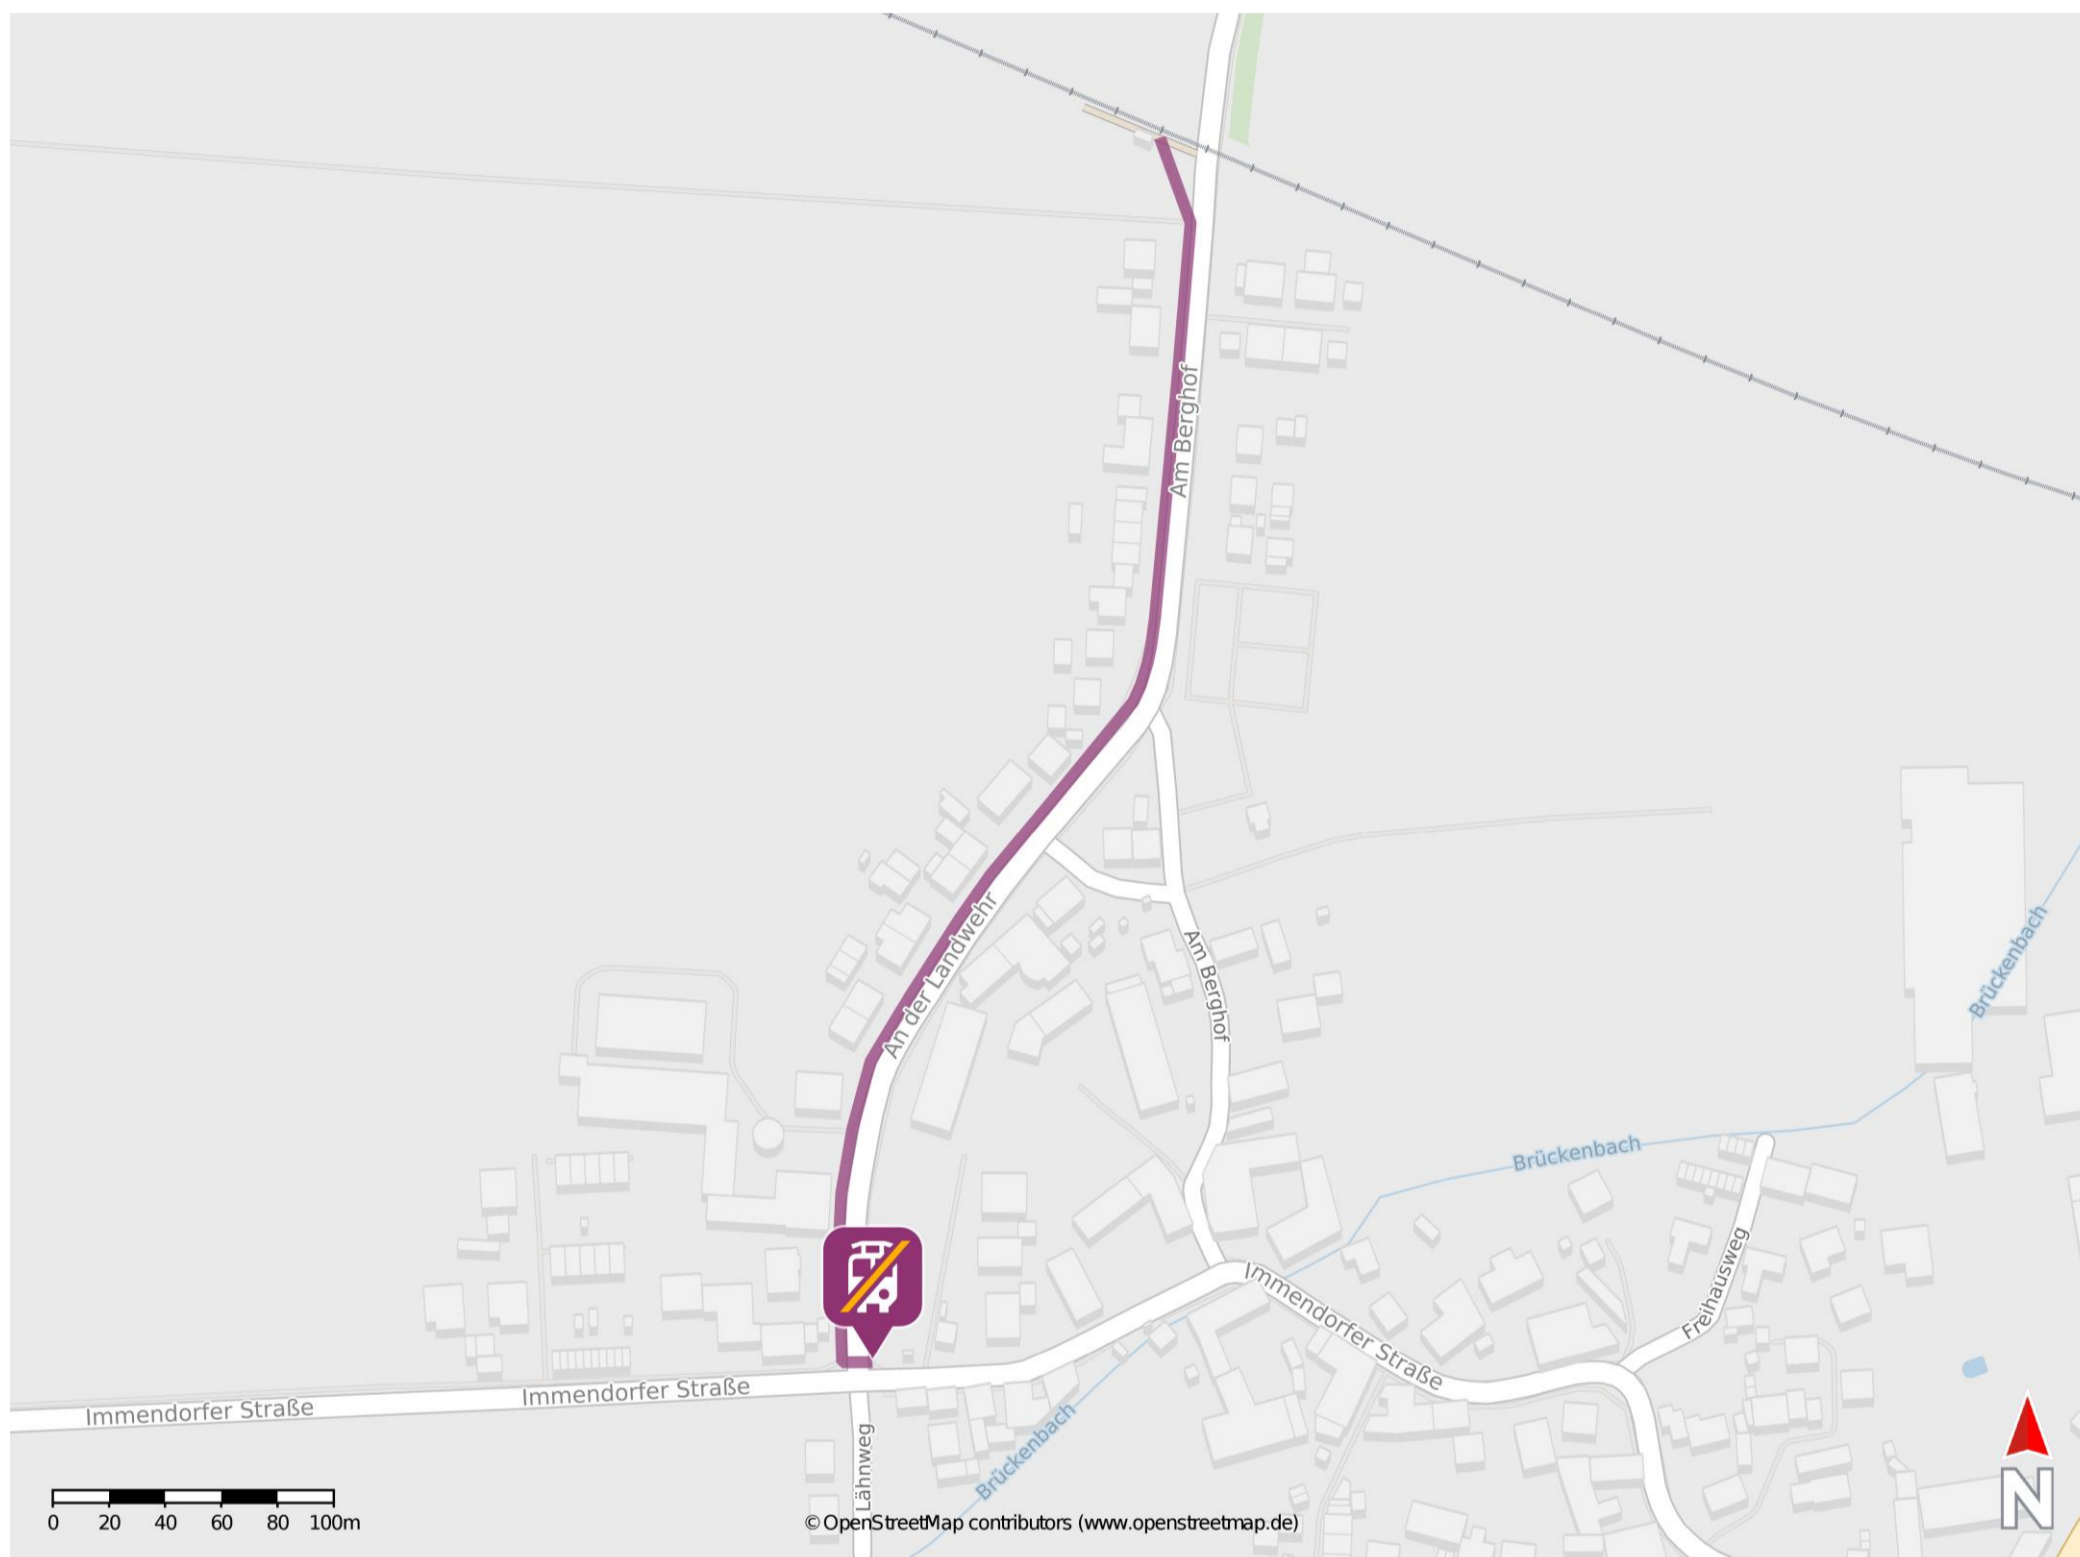 Am Berghof
An der Landwehr
Am Berghof
Brückenbach
Brückenbach
Immendorfer Straße
Freihausweg
Immendorfer Straße
Immendorfer Straße
Lähnweg
Brückenbach
N
0 20 40 60 80 100m
© OpenStreetMap contributors (www.openstreetmap.de)